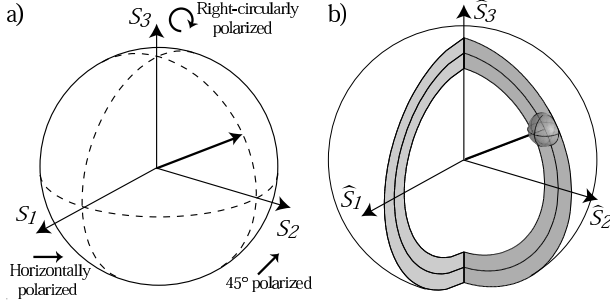 a)
S3
Right-circularly
polarized
S1
S2
Horizontally
polarized
45° polarized
b)
Ŝ3
Ŝ1
Ŝ2